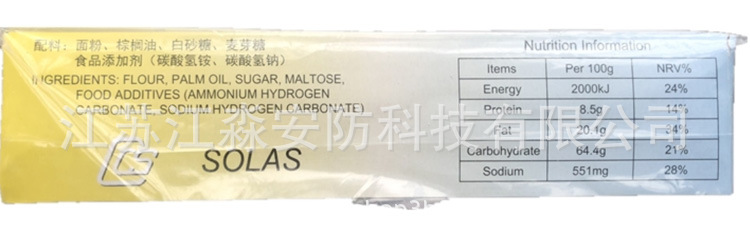 配料：面粉、棕榈油、白砂糖、麦芽糖
食品添加剂（碳酸氢铵、碳酸氢钠）
INGREDIENTS: FLOUR, PALM OIL, SUGAR, MALTOSE,
FOOD ADDITIVES (AMMONIUM HYDROGEN
CARBONATE, SODIUM HYDROGEN CARBONATE)
江苏江淼安防科技有限公司
SOLAS
Nutrition Information
Items Per 100g NRV%
Energy 2000kJ 24%
Protein 8.5g 14%
Fat 20.4g 34%
Carbohydrate 64.4g 21%
Sodium 551mg 28%